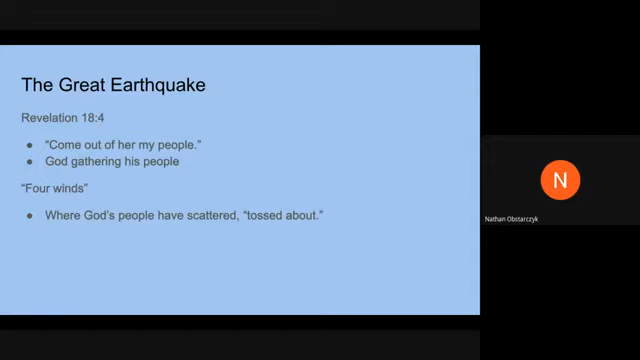 The Great Earthquake
Revelation 18:4
● “Come out of her my people.”
● God gathering his people
“Four winds”
● Where God’s people have scattered, “tossed about.”
N
Nathan Obstarczyk